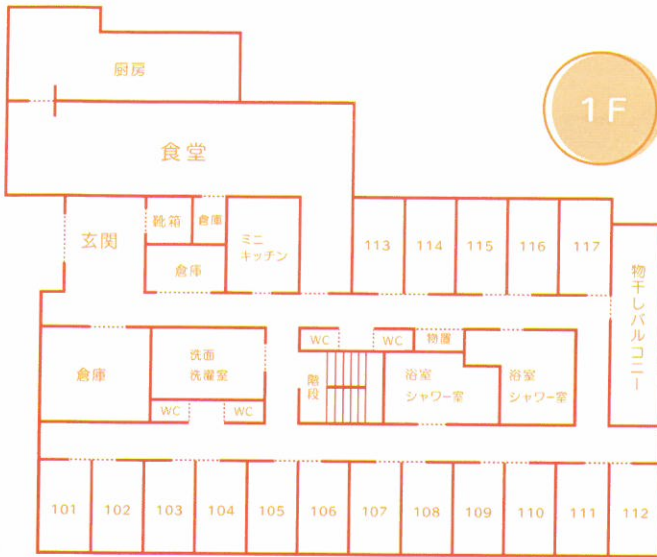 厨房
1F
食堂
玄関
靴箱
倉庫
倉庫
ミニ
キッチン
113
114
115
116
117
物干しバルコニー
倉庫
洗面
洗濯室
WC
WC
WC
WC
物置
階段
浴室
シャワー室
浴室
シャワー室
101
102
103
104
105
106
107
108
109
110
111
112